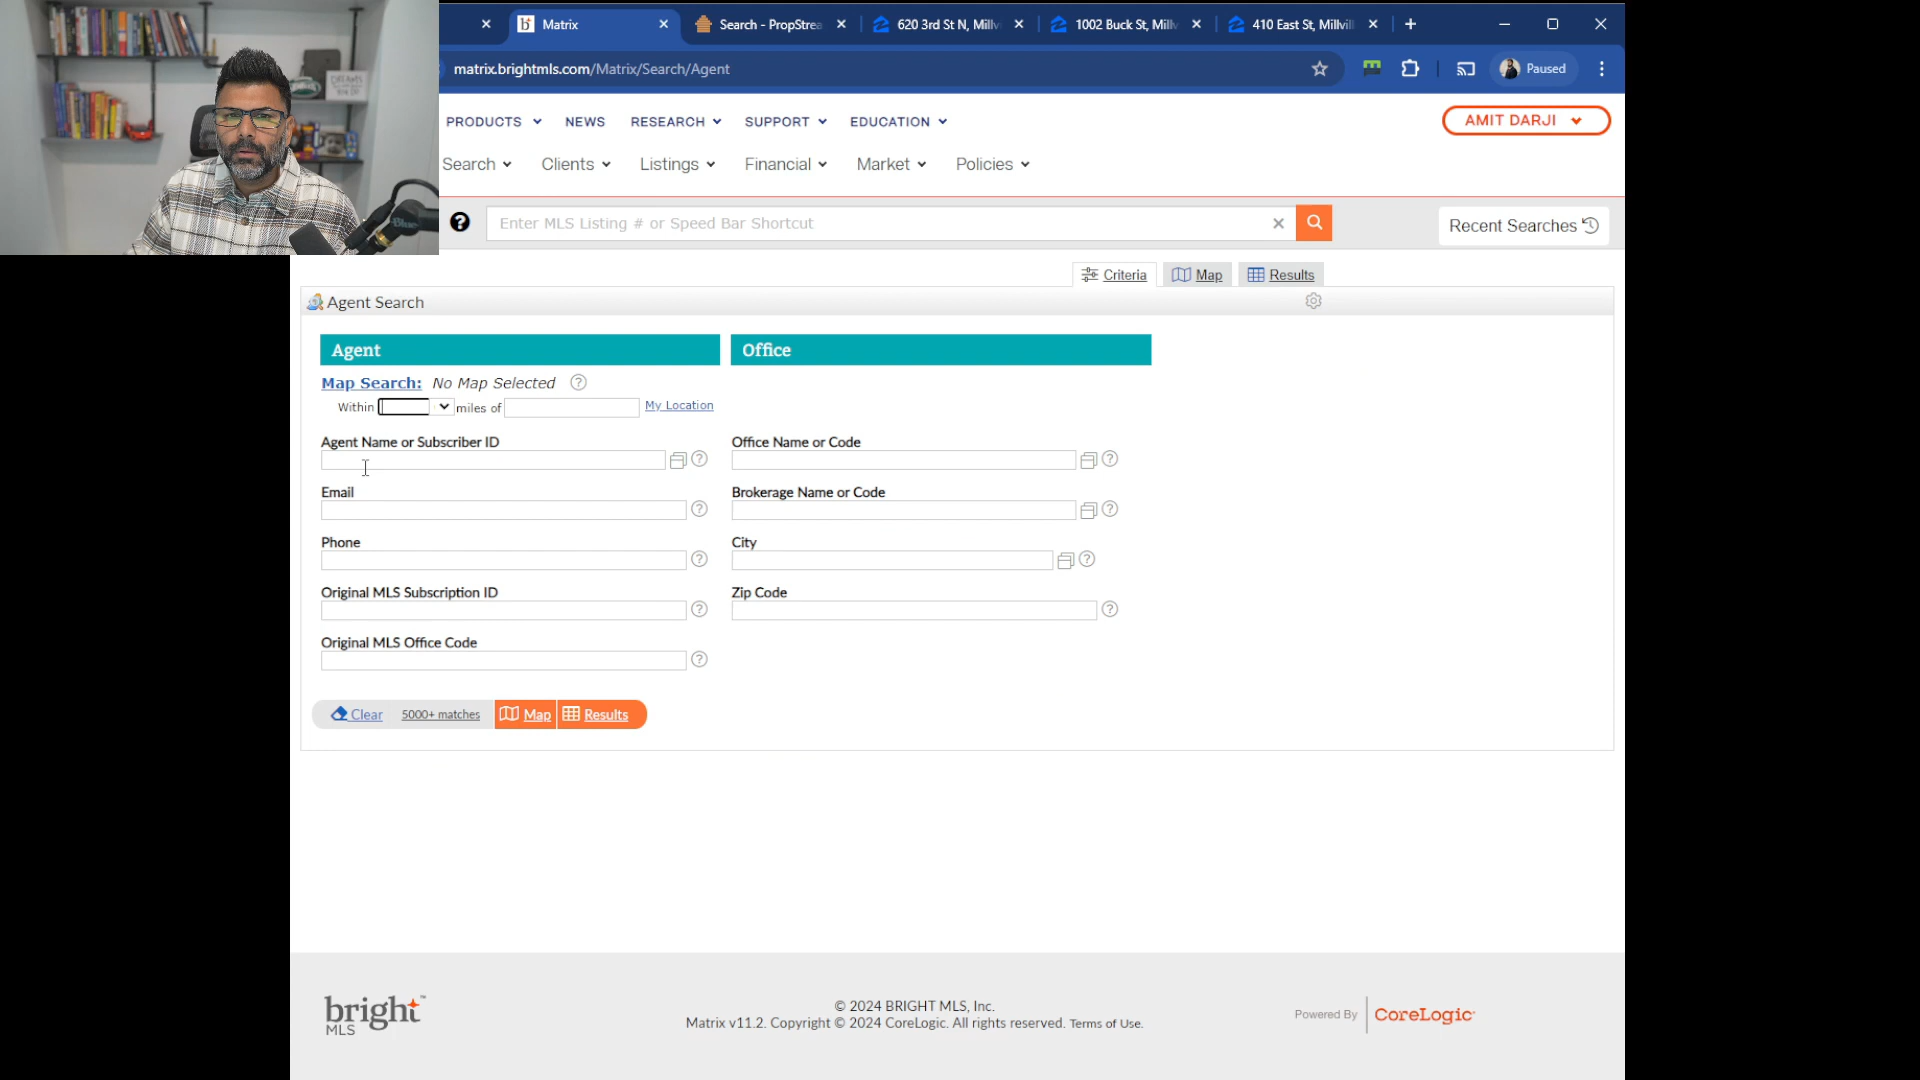 Matrix
Search - PropStrea
620 3rd St N, Millv
1002 Buck St, Millv
410 East St, Millvil
matrix.brightmls.com/Matrix/Search/Agent
Paused
PRODUCTS NEWS RESEARCH SUPPORT EDUCATION
AMIT DARJI
Search Clients Listings Financial Market Policies
Enter MLS Listing # or Speed Bar Shortcut
Recent Searches
Criteria Map Results
Agent Search
Agent
Office
Map Search: No Map Selected
Within miles of My Location
Agent Name or Subscriber ID
Office Name or Code
Email
Brokerage Name or Code
Phone
City
Original MLS Subscription ID
Zip Code
Original MLS Office Code
Clear 5000+ matches Map Results
bright™
MLS
© 2024 BRIGHT MLS, Inc.
Matrix v11.2. Copyright © 2024 CoreLogic. All rights reserved. Terms of Use.
Powered By CoreLogic
Blue